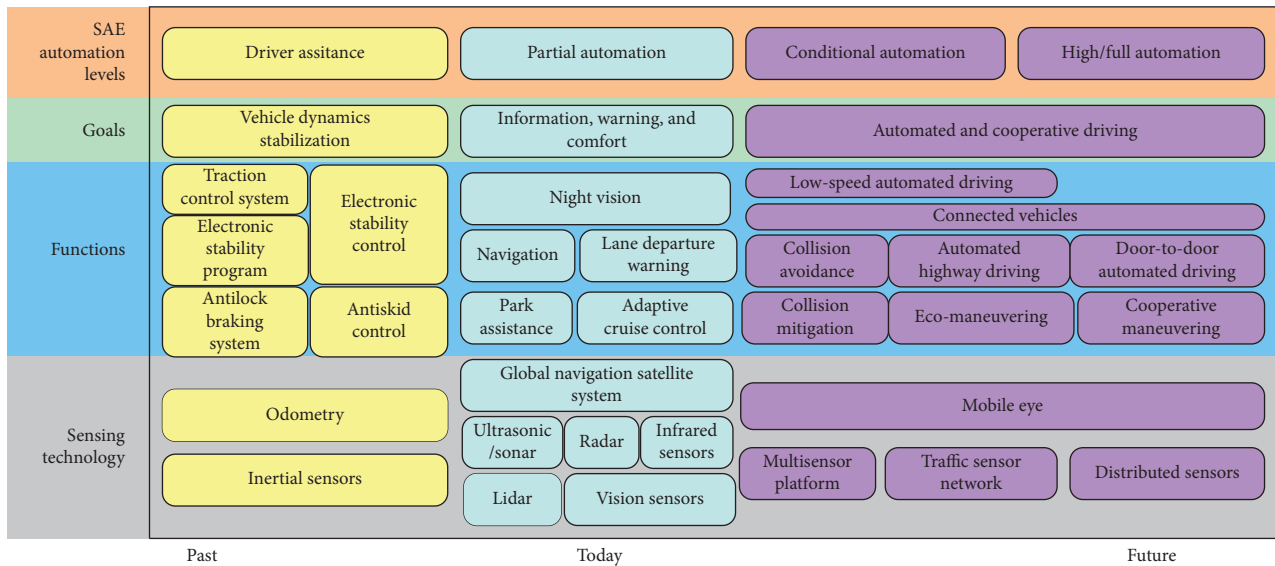 SAE
automation
levels
Driver assitance
Partial automation
Conditional automation
High/full automation
Goals
Vehicle dynamics
stabilization
Information, warning, and
comfort
Automated and cooperative driving
Functions
Traction
control system
Electronic
stability
control
Electronic
stability
program
Antilock
braking
system
Antiskid
control
Night vision
Navigation
Lane departure
warning
Park
assistance
Adaptive
cruise control
Low-speed automated driving
Connected vehicles
Collision
avoidance
Automated
highway driving
Door-to-door
automated driving
Collision
mitigation
Eco-maneuvering
Cooperative
maneuvering
Sensing
technology
Odometry
Inertial sensors
Global navigation satellite
system
Ultrasonic
/sonar
Radar
Infrared
sensors
Lidar
Vision sensors
Mobile eye
Multisensor
platform
Traffic sensor
network
Distributed sensors
Past
Today
Future